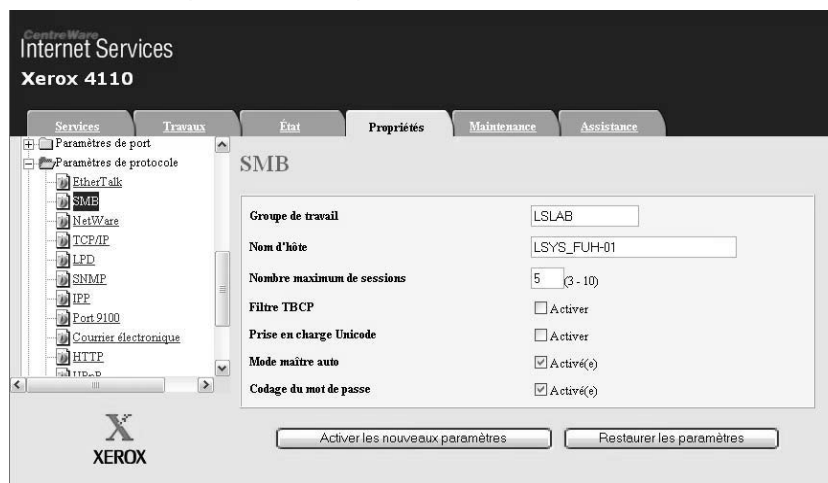 CentreWare
Internet Services
Xerox 4110
Services Travaux État Propriétés Maintenance Assistance
Paramètres de port
Paramètres de protocole
EtherTalk
SMB
NetWare
TCP/IP
LPD
SNMP
IPP
Port 9100
Courrier électronique
HTTP
UPnP
XEROX
SMB
Groupe de travail LSLAB
Nom d'hôte LSYS_FUH-01
Nombre maximum de sessions 5 (3 - 10)
Filtre TBCP Activer
Prise en charge Unicode Activer
Mode maître auto Activé(e)
Codage du mot de passe Activé(e)
Activer les nouveaux paramètres Restaurer les paramètres